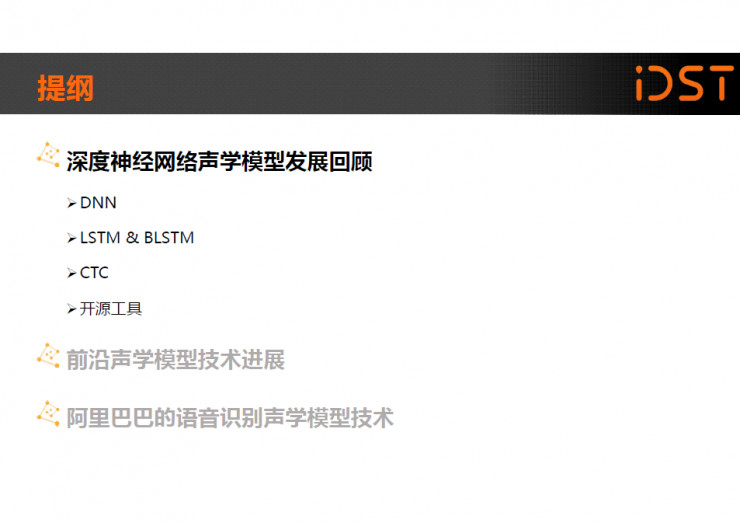 提纲
iDST
深度神经网络声学模型发展回顾
DNN
LSTM & BLSTM
CTC
开源工具
前沿声学模型技术进展
阿里巴巴的语音识别声学模型技术